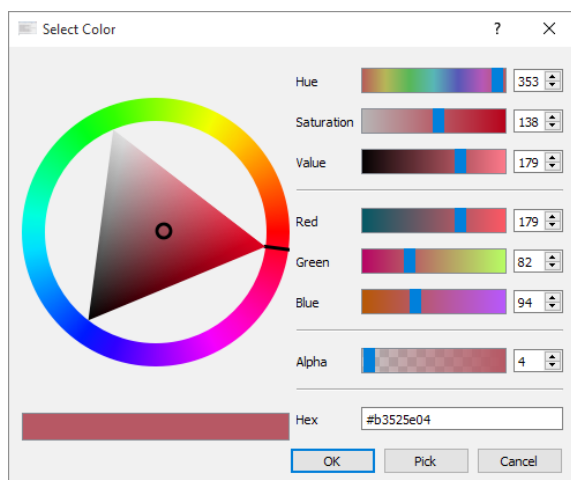 Select Color
Hue 353
Saturation 138
Value 179
Red 179
Green 82
Blue 94
Alpha 4
Hex #b3525e04
OK Pick Cancel